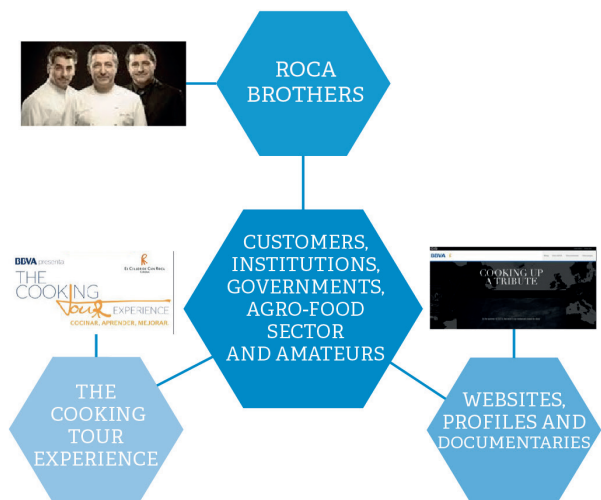 ROCA
BROTHERS
CUSTOMERS,
INSTITUTIONS,
GOVERNMENTS,
AGRO-FOOD
SECTOR
AND AMATEURS
BBVA presenta
EL CELLER DE CAN ROCA
THE
COOKING
TOUR EXPERIENCE
COCINAR, APRENDER, MEJORAR
BBVA
COOKING UP
A TRIBUTE
THE
COOKING
TOUR
EXPERIENCE
WEBSITES,
PROFILES AND
DOCUMENTARIES